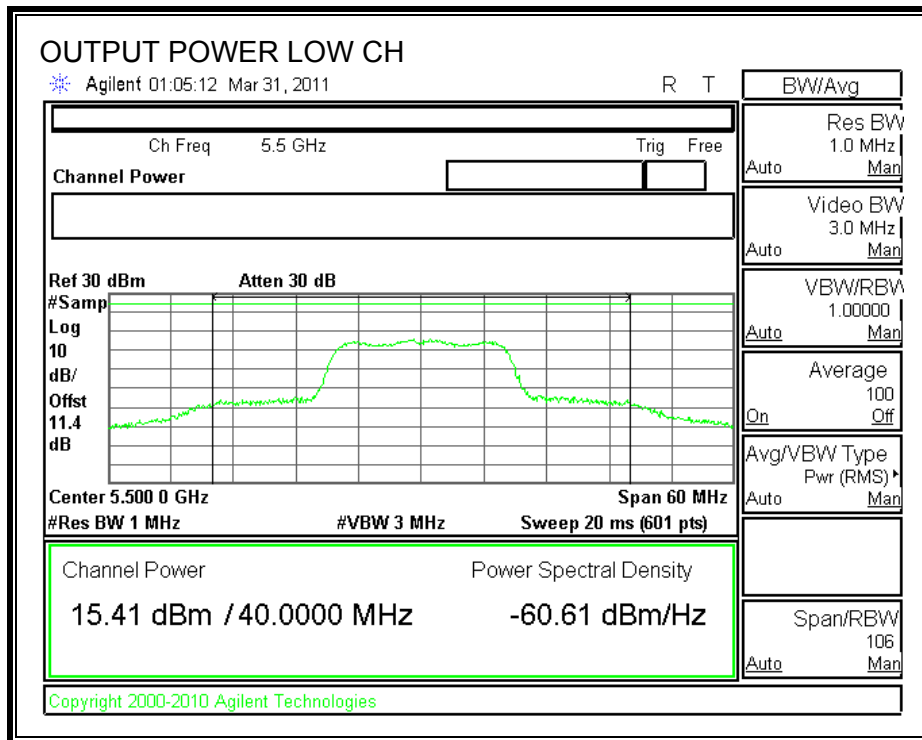 OUTPUT POWER LOW CH
Agilent 01:05:12 Mar 31, 2011 R T
Ch Freq 5.5 GHz Trig Free
Channel Power
Ref 30 dBm Atten 30 dB
#Samp
Log
10
dB/
Offst
11.4
dB
Center 5.500 0 GHz Span 60 MHz
#Res BW 1 MHz #VBW 3 MHz Sweep 20 ms (601 pts)
Channel Power Power Spectral Density
15.41 dBm / 40.0000 MHz -60.61 dBm/Hz
Copyright 2000-2010 Agilent Technologies
BW/Avg
Res BW
1.0 MHz
Auto Man
Video BW
3.0 MHz
Auto Man
VBW/RBW
1.00000
Auto Man
Average
100
On Off
Avg/VBW Type
Pwr (RMS)
Auto Man
Span/RBW
106
Auto Man